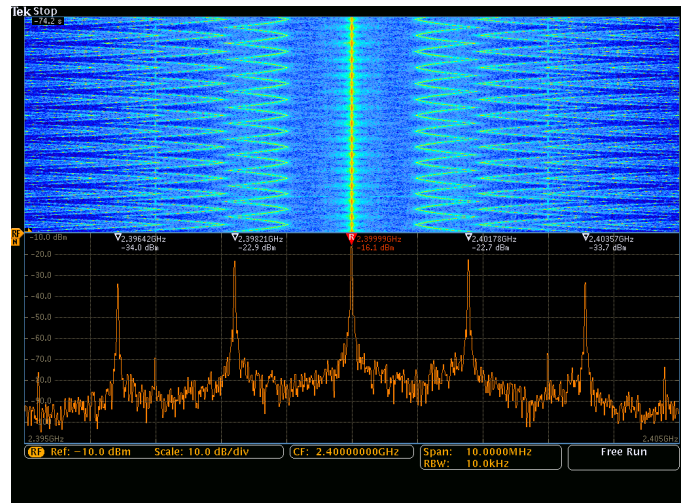 Tek Stop
-74.2 s
RF
-10.0 dBm
2.39642GHz 2.39821GHz R 2.39999GHz 2.40178GHz 2.40357GHz
-34.0 dBm -22.9 dBm -16.1 dBm -22.7 dBm -33.7 dBm
-20.0
-30.0
-40.0
-50.0
-60.0
-70.0
-80.0
2.395GHz 2.405GHz
RF Ref: -10.0 dBm Scale: 10.0 dB/div CF: 2.40000000GHz Span: 10.0000MHz Free Run
RBW: 10.0kHz